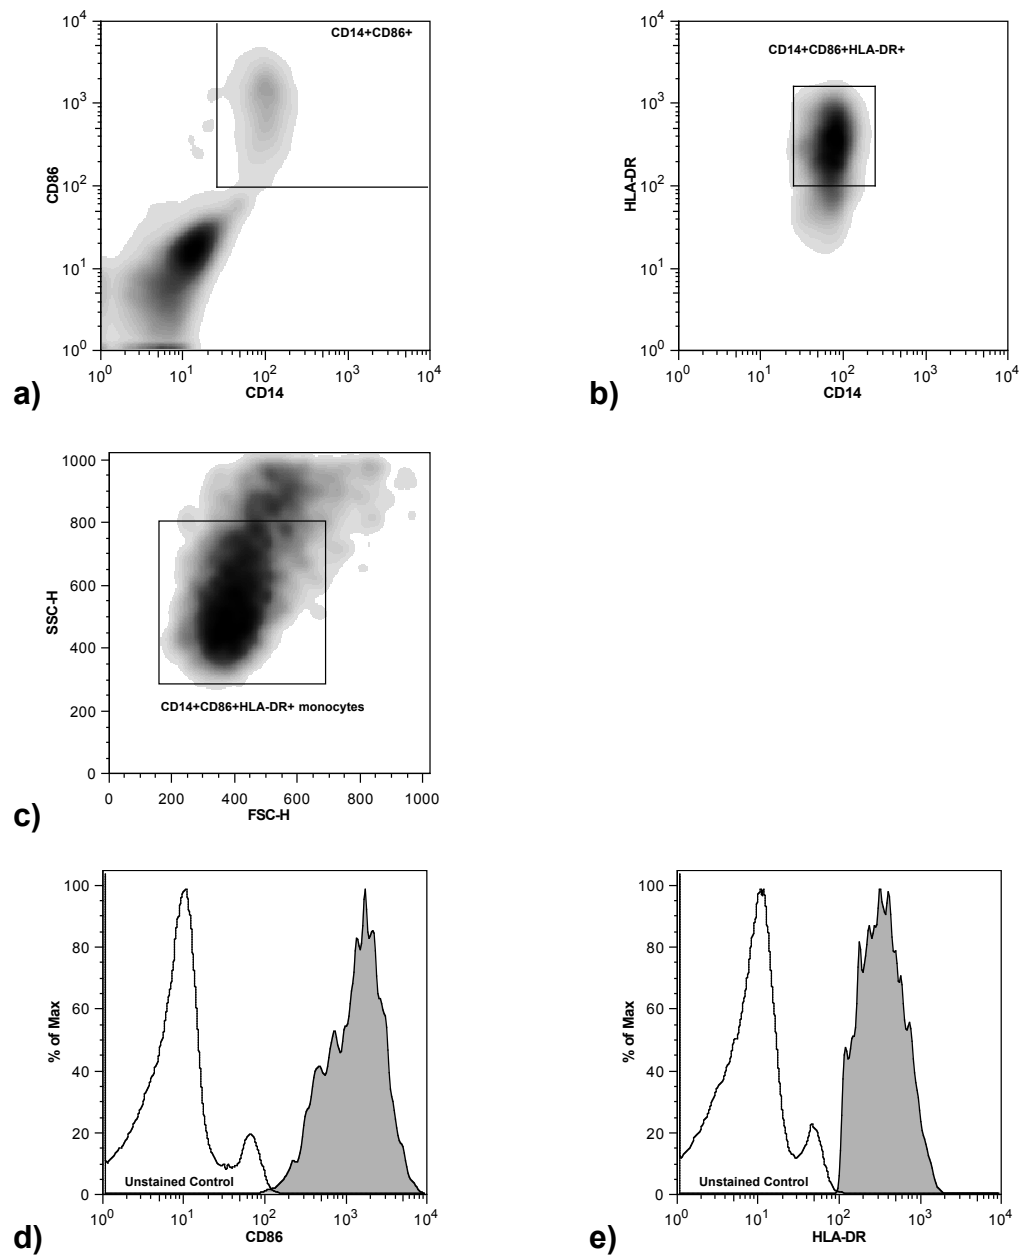 10^4
CD14+CD86+
10^3
CD86
10^2
10^1
10^0
10^0 10^1 10^2 10^3 10^4
CD14
a)
10^4
CD14+CD86+HLA-DR+
10^3
HLA-DR
10^2
10^1
10^0
10^0 10^1 10^2 10^3 10^4
CD14
b)
1000
800
SSC-H
600
400
200
0
CD14+CD86+HLA-DR+ monocytes
0 200 400 600 800 1000
FSC-H
c)
100
80
% of Max
60
40
20
0
Unstained Control
10^0 10^1 10^2 10^3 10^4
CD86
d)
100
80
% of Max
60
40
20
0
Unstained Control
10^0 10^1 10^2 10^3 10^4
HLA-DR
e)